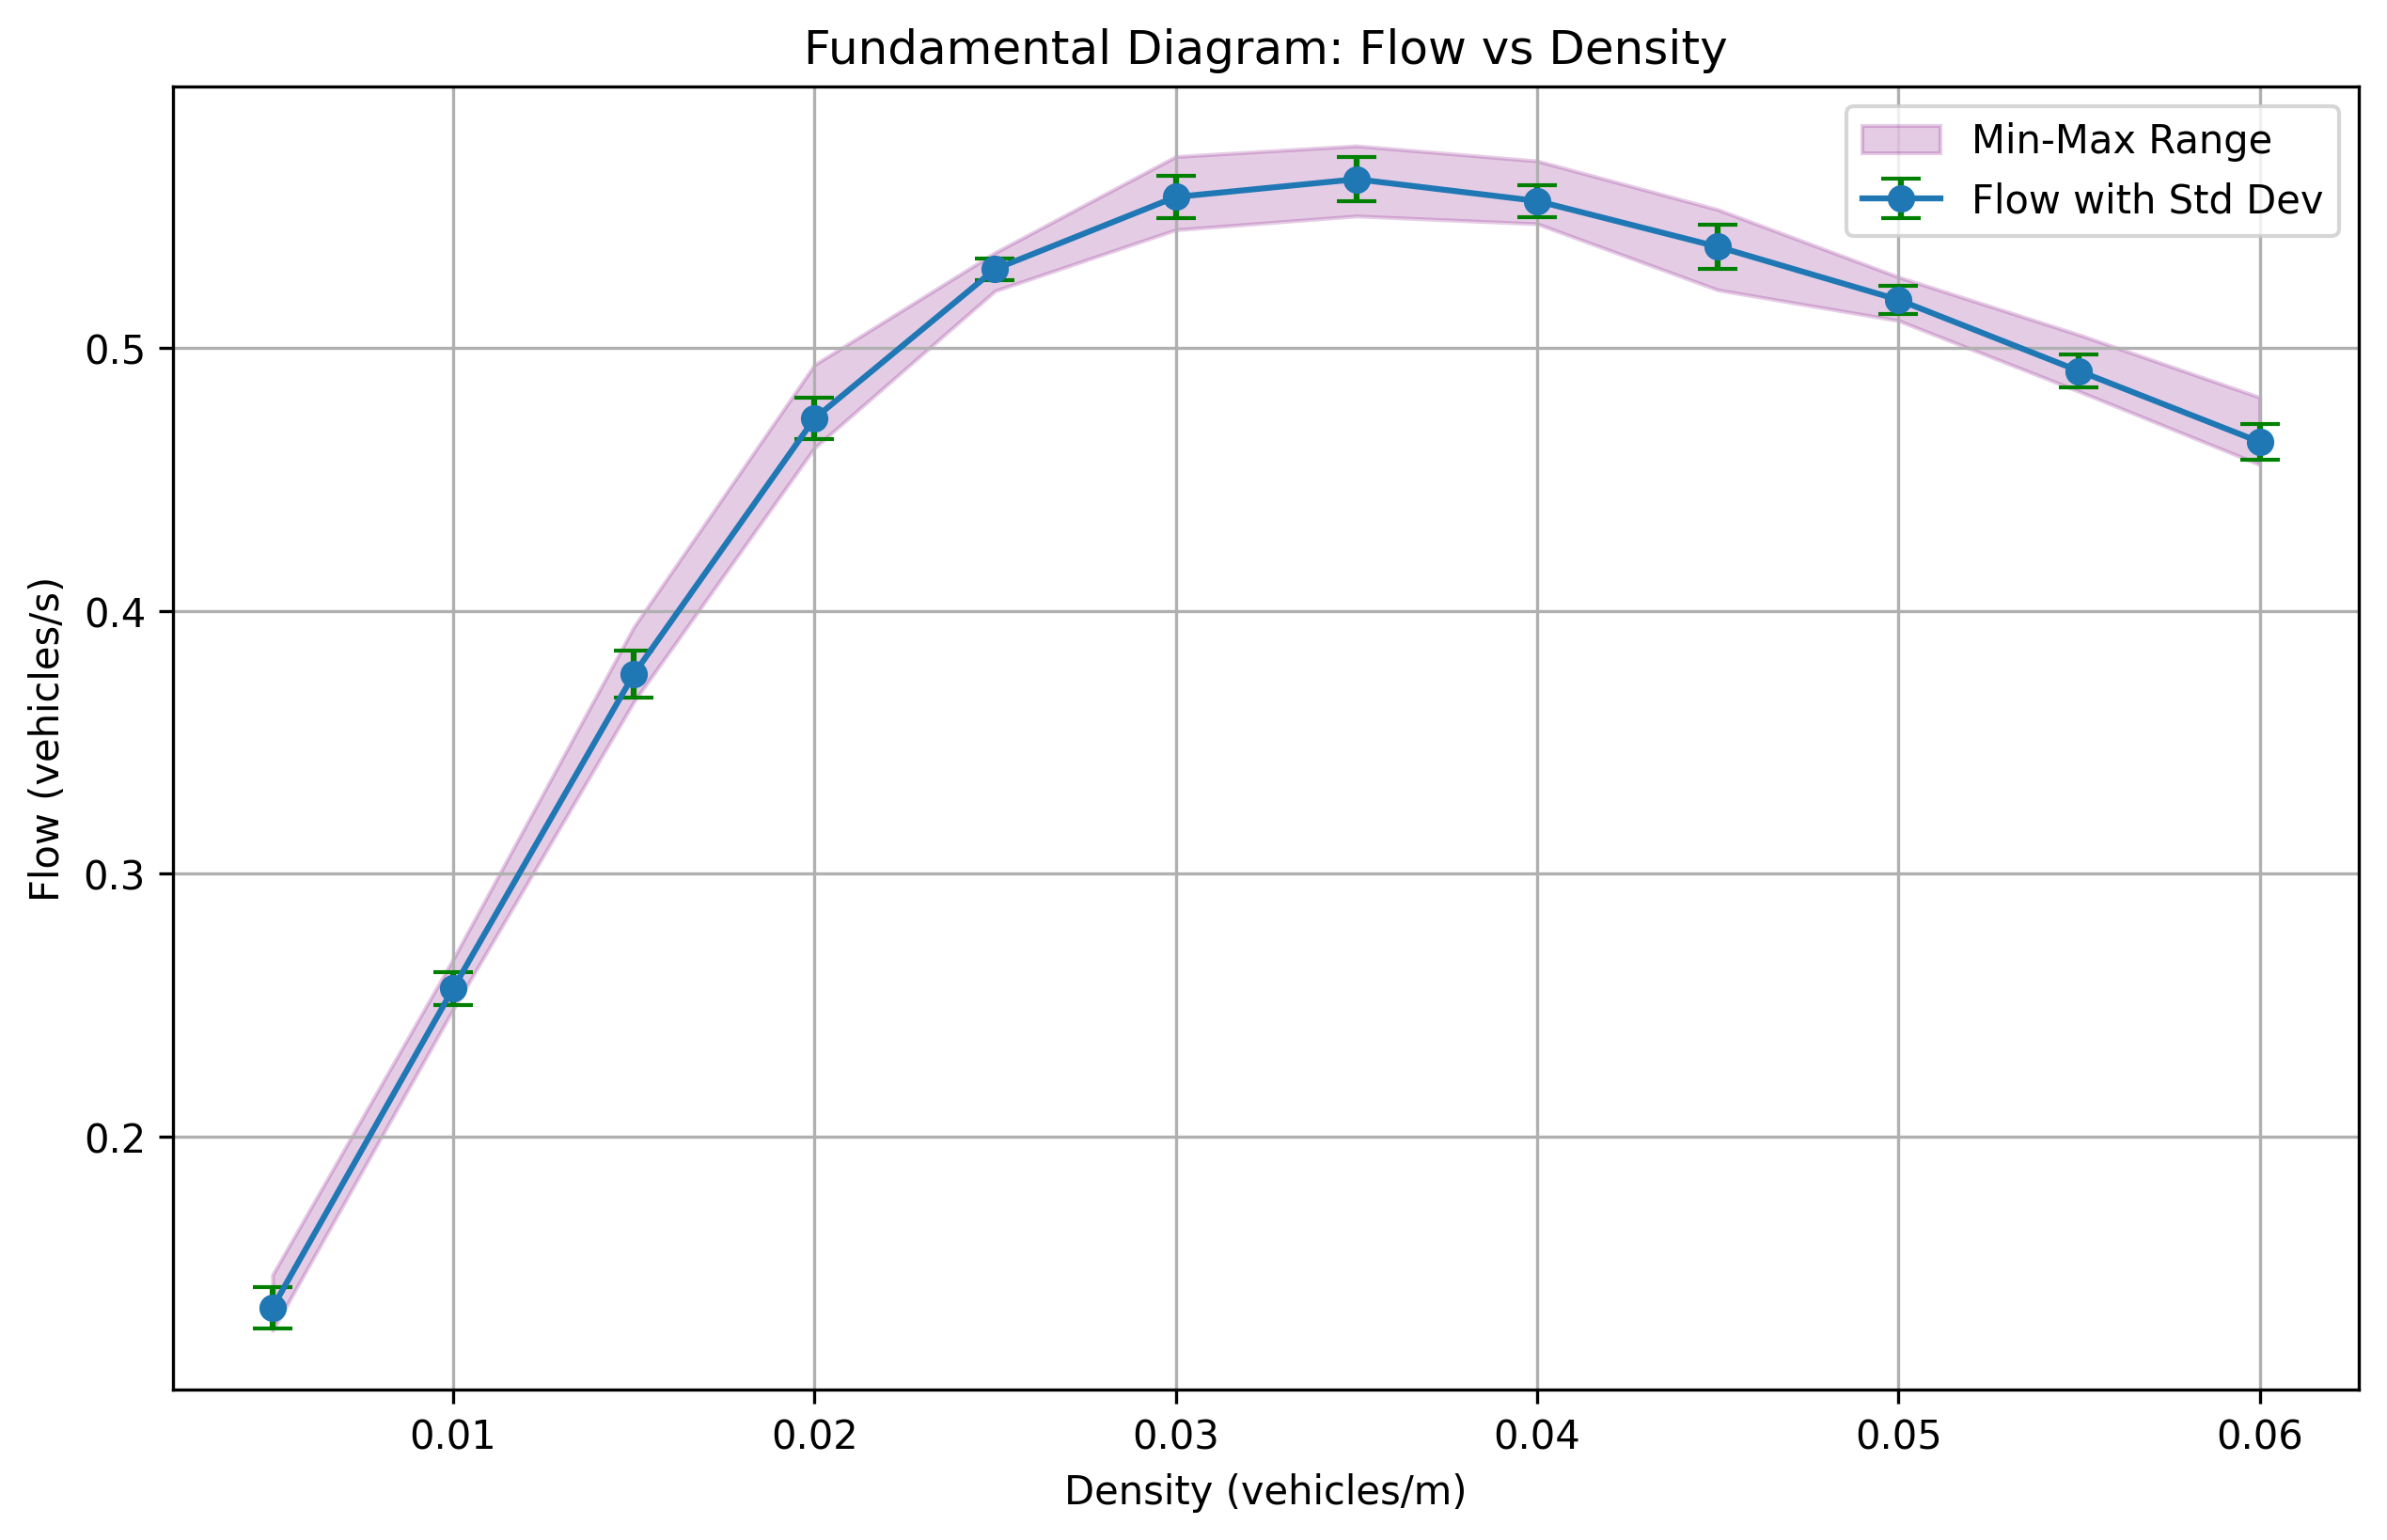 Fundamental Diagram: Flow vs Density
Min-Max Range
Flow with Std Dev
Flow (vehicles/s)
0.5
0.4
0.3
0.2
0.01 0.02 0.03 0.04 0.05 0.06
Density (vehicles/m)